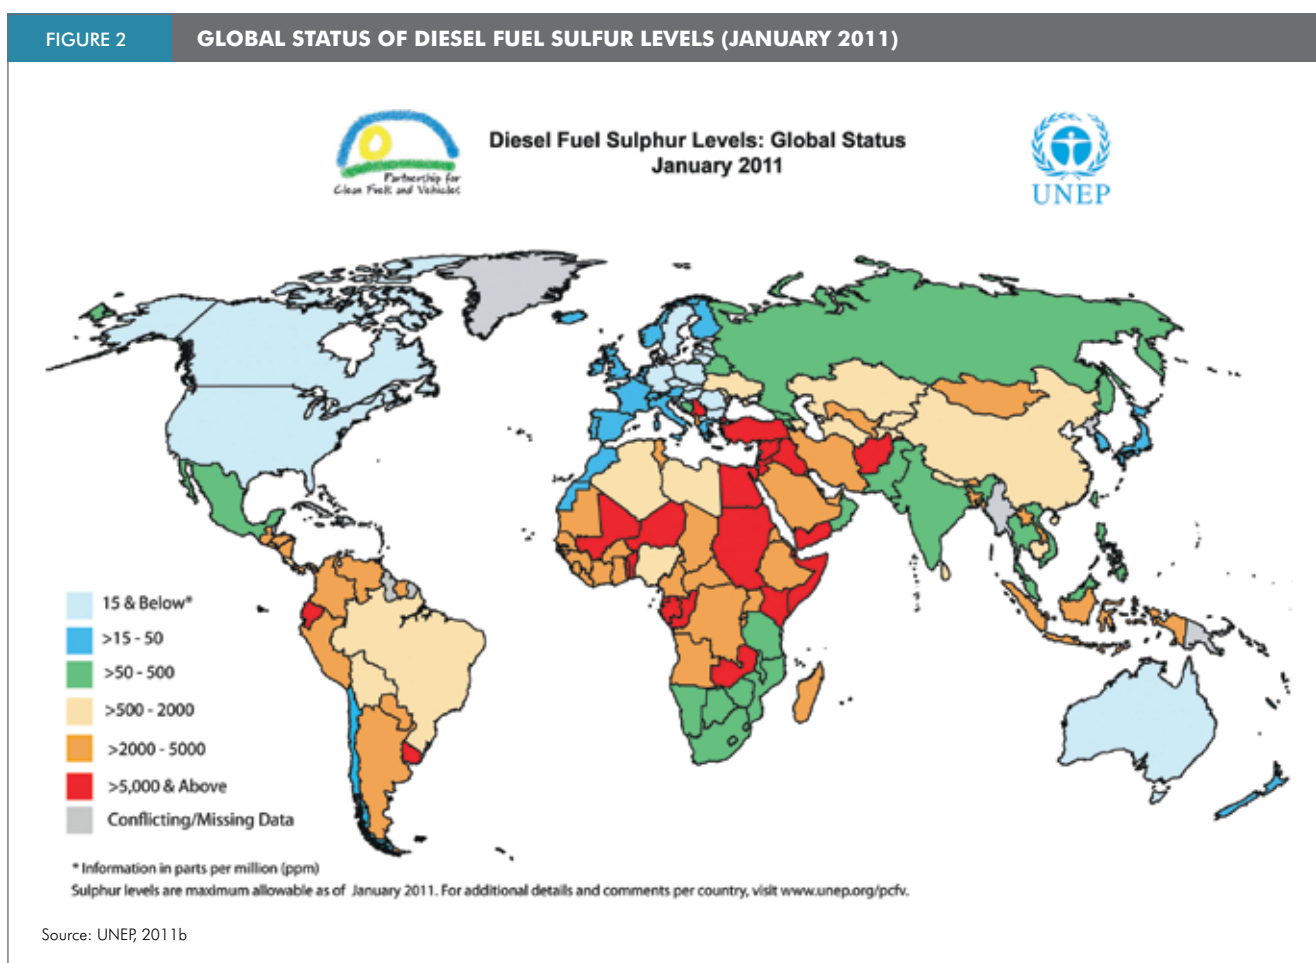 FIGURE 2
GLOBAL STATUS OF DIESEL FUEL SULFUR LEVELS (JANUARY 2011)
Partnership for
Clean Fuels and Vehicles
Diesel Fuel Sulphur Levels: Global Status
January 2011
UNEP
15 & Below*
>15 - 50
>50 - 500
>500 - 2000
>2000 - 5000
>5,000 & Above
Conflicting/Missing Data
* Information in parts per million (ppm)
Sulphur levels are maximum allowable as of January 2011. For additional details and comments per country, visit www.unep.org/pcfv.
Source: UNEP, 2011b